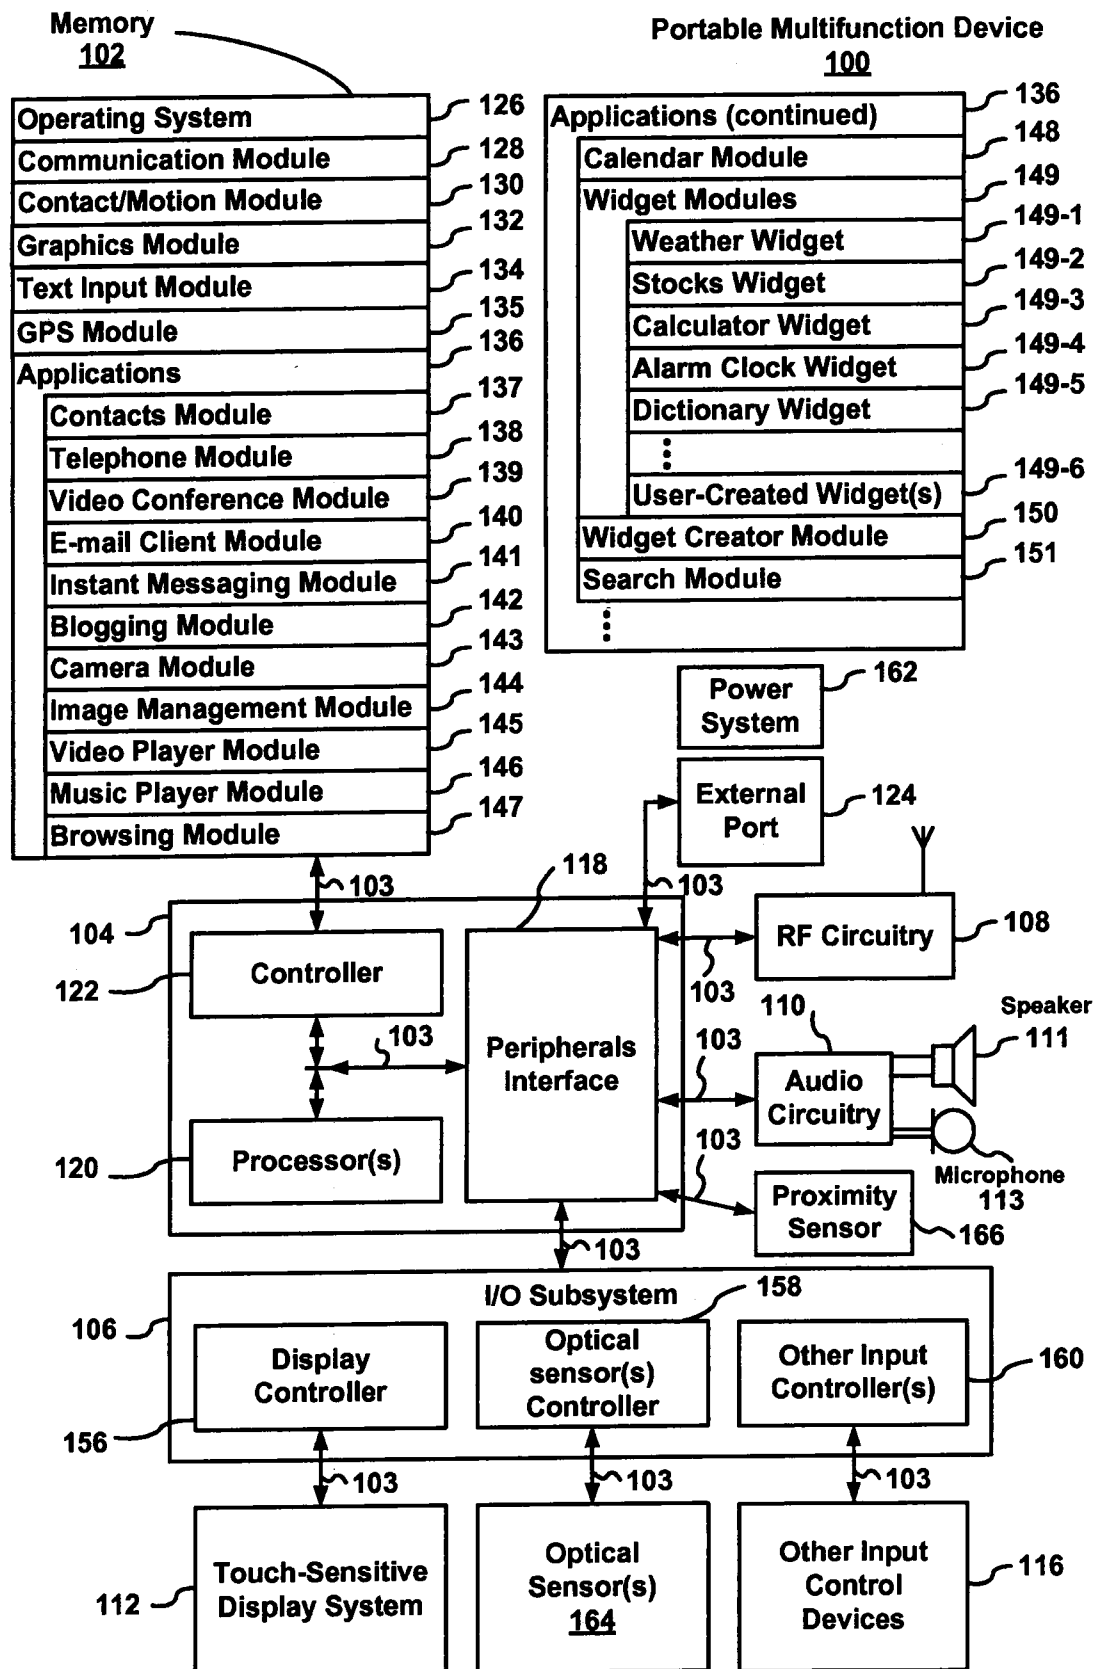 Memory
102
Portable Multifunction Device
100
Operating System
126
Communication Module
128
Contact/Motion Module
130
Graphics Module
132
Text Input Module
134
GPS Module
135
Applications
136
Contacts Module
137
Telephone Module
138
Video Conference Module
139
E-mail Client Module
140
Instant Messaging Module
141
Blogging Module
142
Camera Module
143
Image Management Module
144
Video Player Module
145
Music Player Module
146
Browsing Module
147
Applications (continued)
136
Calendar Module
148
Widget Modules
149
Weather Widget
149-1
Stocks Widget
149-2
Calculator Widget
149-3
Alarm Clock Widget
149-4
Dictionary Widget
149-5
User-Created Widget(s)
149-6
Widget Creator Module
150
Search Module
151
Power
System
162
External
Port
124
103
118
103
104
Controller
122
RF Circuitry
108
103
103
Peripherals
Interface
110
Speaker
111
103
Audio
Circuitry
Processor(s)
120
103
Microphone
113
Proximity
Sensor
166
103
I/O Subsystem
158
106
Display
Controller
156
Optical
sensor(s)
Controller
Other Input
Controller(s)
160
103
103
103
Touch-Sensitive
Display System
112
Optical
Sensor(s)
164
Other Input
Control
Devices
116